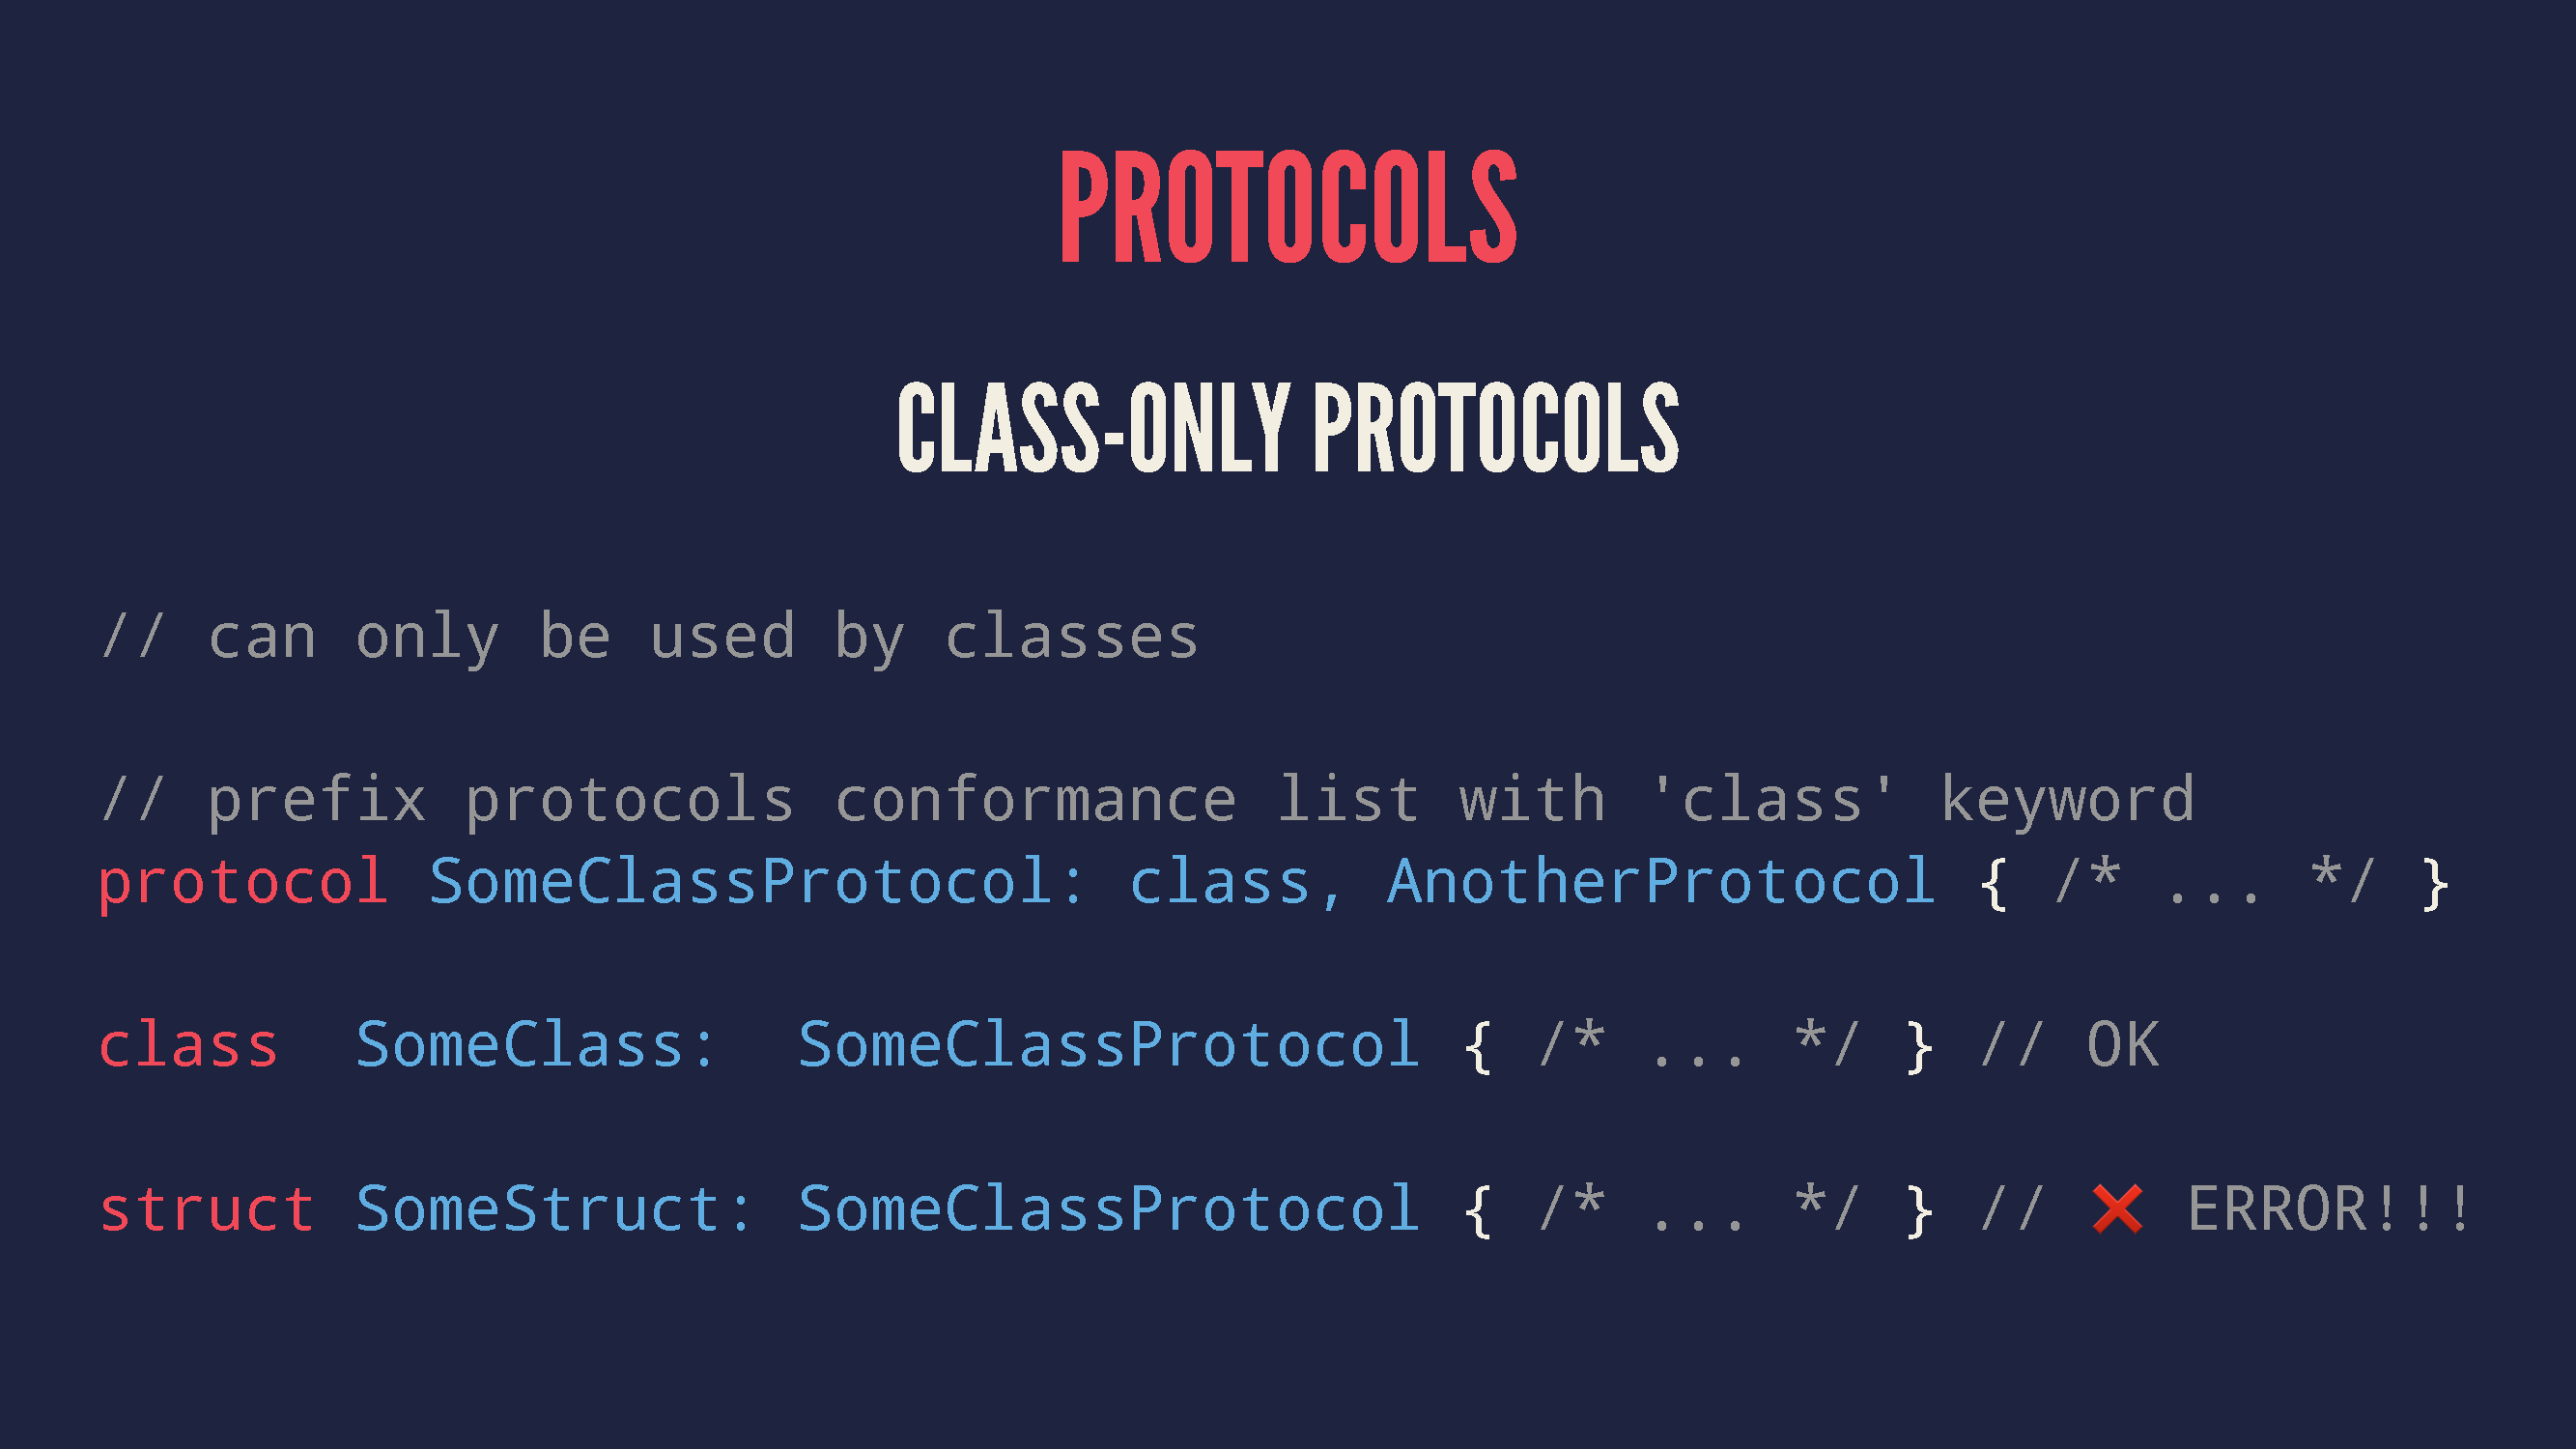 PROTOCOLS
CLASS-ONLY PROTOCOLS
// can only be used by classes
// prefix protocols conformance list with 'class' keyword
protocol SomeClassProtocol: class, AnotherProtocol { /* ... */ }
class  SomeClass:  SomeClassProtocol { /* ... */ } // OK
struct SomeStruct: SomeClassProtocol { /* ... */ } // ❌ ERROR!!!